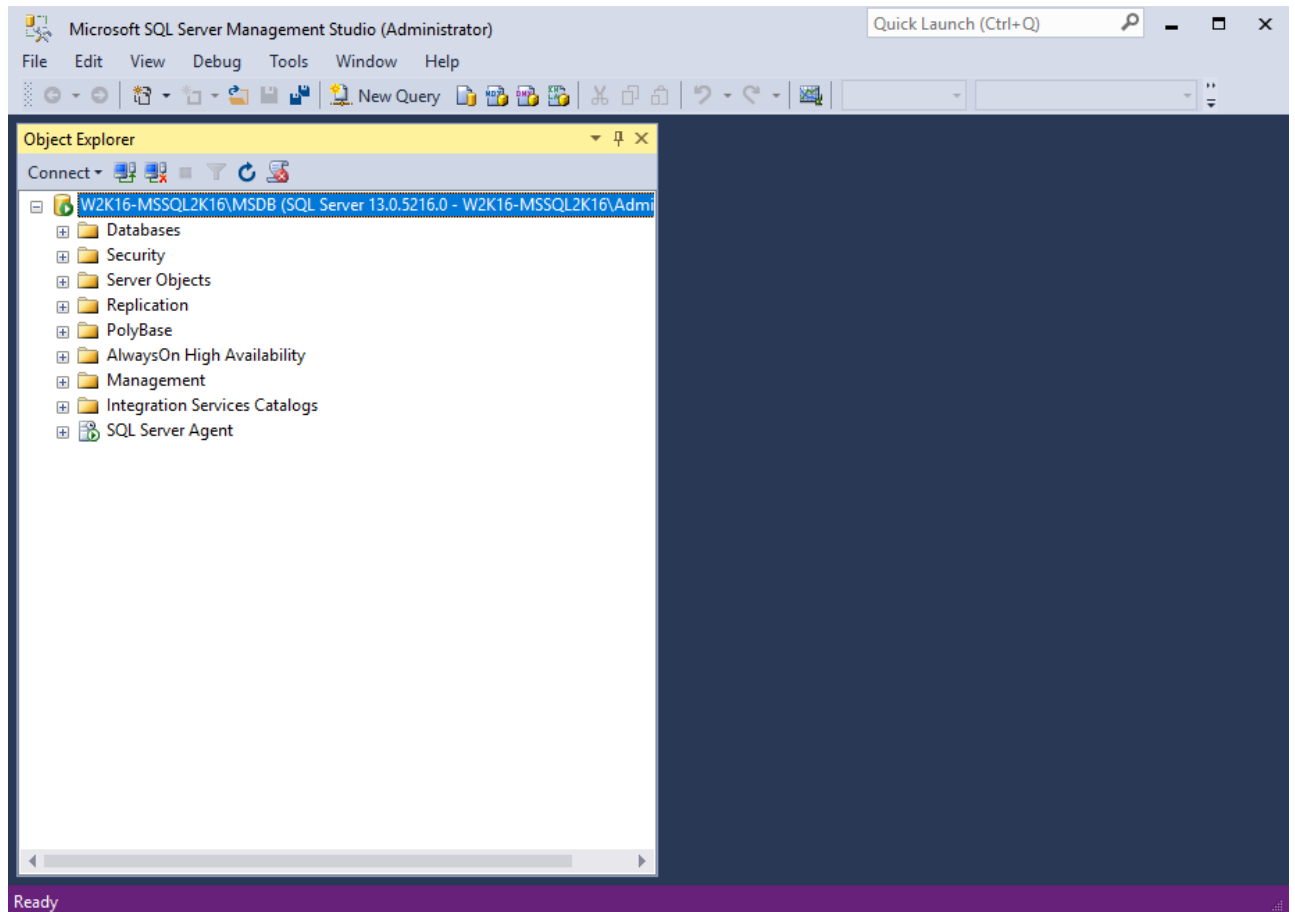 Microsoft SQL Server Management Studio (Administrator)
Quick Launch (Ctrl+Q)
File Edit View Debug Tools Window Help
New Query
Object Explorer
Connect
W2K16-MSSQL2K16\MSDB (SQL Server 13.0.5216.0 - W2K16-MSSQL2K16\Admi
Databases
Security
Server Objects
Replication
PolyBase
AlwaysOn High Availability
Management
Integration Services Catalogs
SQL Server Agent
Ready